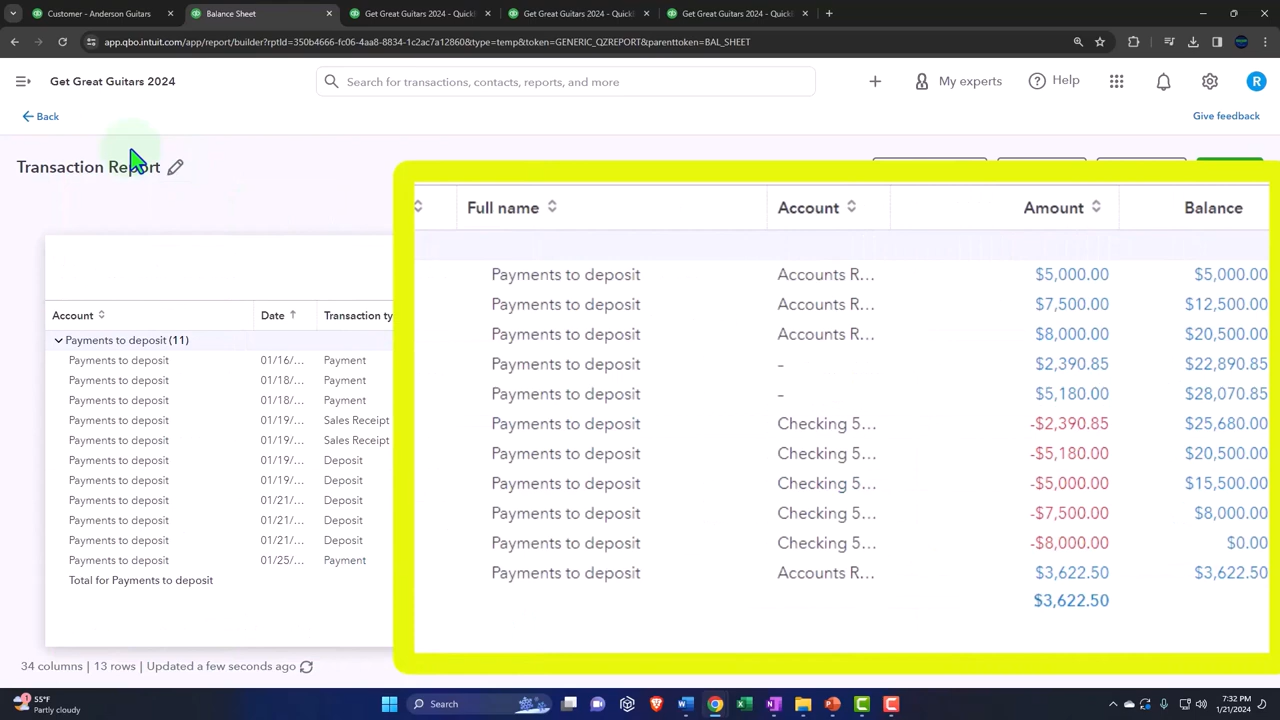 Customer - Anderson Guitars
Balance Sheet
Get Great Guitars 2024 - Quick
Get Great Guitars 2024 - Quick
Get Great Guitars 2024 - Quick
app.qbo.intuit.com/app/report/builder?rptId=350b4666-fc06-4aa8-8834-1c2ac7a12860&type=temp&token=GENERIC_QZREPORT&parenttoken=BAL_SHEET
Get Great Guitars 2024
Search for transactions, contacts, reports, and more
My experts
Help
R
Back
Give feedback
Transaction Report
Full name Account Amount Balance
Payments to deposit Accounts R... $5,000.00 $5,000.00
Payments to deposit Accounts R... $7,500.00 $12,500.00
Payments to deposit Accounts R... $8,000.00 $20,500.00
Payments to deposit - $2,390.85 $22,890.85
Payments to deposit - $5,180.00 $28,070.85
Payments to deposit Checking 5... -$2,390.85 $25,680.00
Payments to deposit Checking 5... -$5,180.00 $20,500.00
Payments to deposit Checking 5... -$5,000.00 $15,500.00
Payments to deposit Checking 5... -$7,500.00 $8,000.00
Payments to deposit Checking 5... -$8,000.00 $0.00
Payments to deposit Accounts R... $3,622.50 $3,622.50
$3,622.50
Account Date Transaction ty
Payments to deposit (11)
Payments to deposit 01/16/... Payment
Payments to deposit 01/18/... Payment
Payments to deposit 01/18/... Payment
Payments to deposit 01/19/... Sales Receipt
Payments to deposit 01/19/... Sales Receipt
Payments to deposit 01/19/... Deposit
Payments to deposit 01/19/... Deposit
Payments to deposit 01/21/... Deposit
Payments to deposit 01/21/... Deposit
Payments to deposit 01/21/... Deposit
Payments to deposit 01/25/... Payment
Total for Payments to deposit
34 columns | 13 rows | Updated a few seconds ago
55°F
Partly cloudy
Search
7:32 PM
1/21/2024